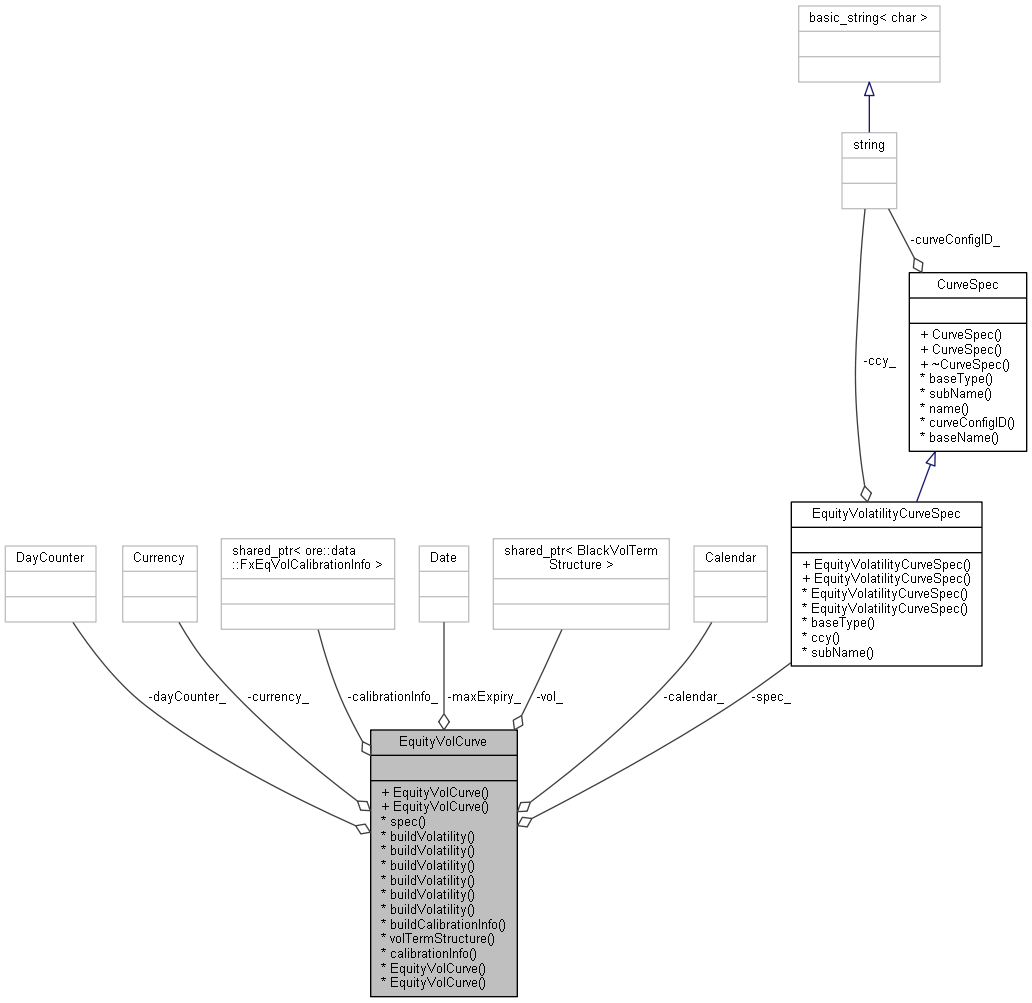 basic_string< char >
string
-curveConfigID_
CurveSpec
+ CurveSpec()
+ CurveSpec()
+ ~CurveSpec()
* baseType()
* subName()
* name()
* curveConfigID()
* baseName()
-ccy_
EquityVolatilityCurveSpec
+ EquityVolatilityCurveSpec()
+ EquityVolatilityCurveSpec()
* EquityVolatilityCurveSpec()
* EquityVolatilityCurveSpec()
* baseType()
* ccy()
* subName()
DayCounter
Currency
shared_ptr< ore::data
::FxEqVolCalibrationInfo >
Date
shared_ptr< BlackVolTerm
Structure >
Calendar
-dayCounter_
-currency_
-calibrationInfo_
-maxExpiry_
-vol_
-calendar_
-spec_
EquityVolCurve
+ EquityVolCurve()
+ EquityVolCurve()
* spec()
* buildVolatility()
* buildVolatility()
* buildVolatility()
* buildVolatility()
* buildVolatility()
* buildVolatility()
* buildCalibrationInfo()
* volTermStructure()
* calibrationInfo()
* EquityVolCurve()
* EquityVolCurve()